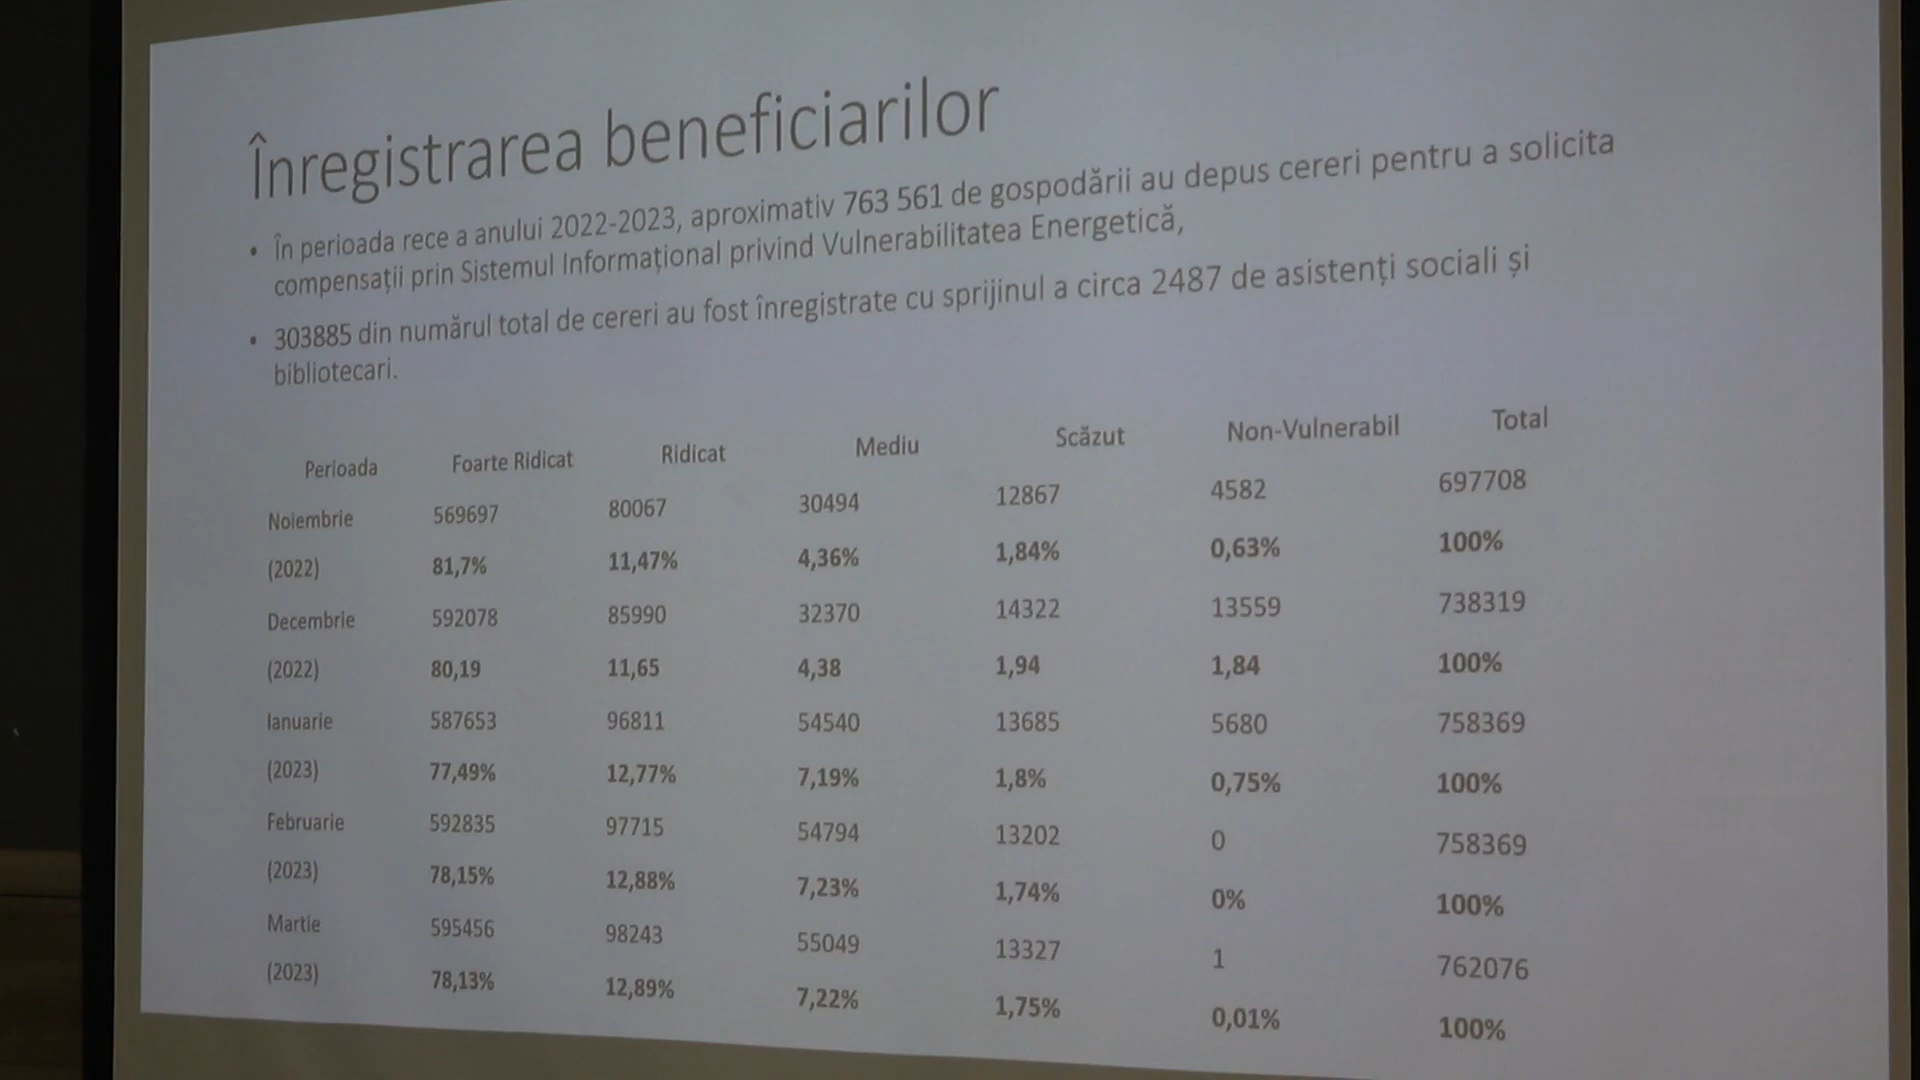 Înregistrarea beneficiarilor
• În perioada rece a anului 2022-2023, aproximativ 763 561 de gospodării au depus cereri pentru a solicita
compensații prin Sistemul Informațional privind Vulnerabilitatea Energetică,
• 303885 din numărul total de cereri au fost înregistrate cu sprijinul a circa 2487 de asistenți sociali și
bibliotecari.
Perioada Foarte Ridicat Ridicat Mediu Scăzut Non-Vulnerabil Total
Noiembrie 569697 80067 30494 12867 4582 697708
(2022) 81,7% 11,47% 4,36% 1,84% 0,63% 100%
Decembrie 592078 85990 32370 14322 13559 738319
(2022) 80,19 11,65 4,38 1,94 1,84 100%
Ianuarie 587653 96811 54540 13685 5680 758369
(2023) 77,49% 12,77% 7,19% 1,8% 0,75% 100%
Februarie 592835 97715 54794 13202 0 758369
(2023) 78,15% 12,88% 7,23% 1,74% 0% 100%
Martie 595456 98243 55049 13327 1 762076
(2023) 78,13% 12,89% 7,22% 1,75% 0,01% 100%